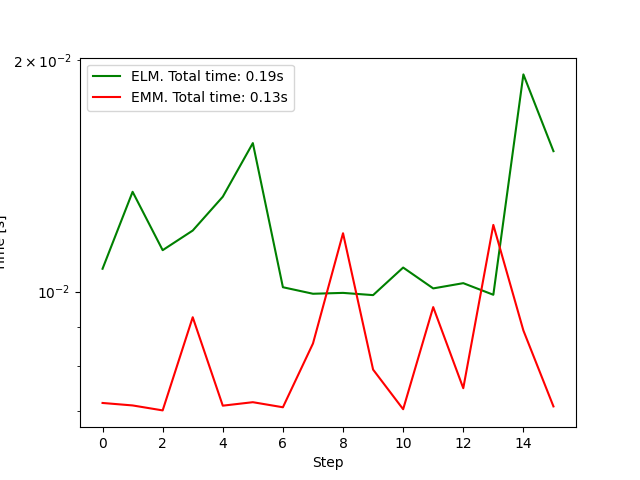 2 × 10⁻²
10⁻²
Time [s]
ELM. Total time: 0.19s
EMM. Total time: 0.13s
0 2 4 6 8 10 12 14
Step